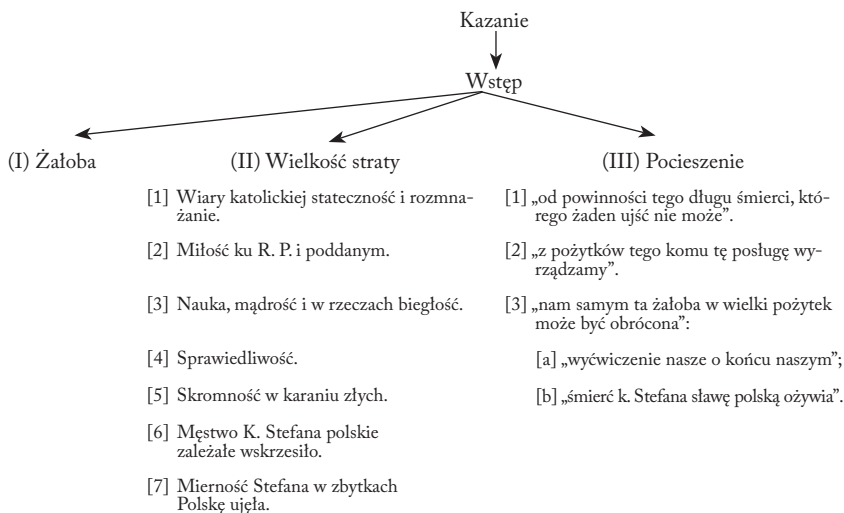 Kazanie
Wstęp
(I) Żałoba
(II) Wielkość straty
[1] Wiary katolickiej stateczność i rozmna-
żanie.
[2] Miłość ku R. P. i poddanym.
[3] Nauka, mądrość i w rzeczach biegłość.
[4] Sprawiedliwość.
[5] Skromność w karaniu złych.
[6] Męstwo K. Stefana polskie
zależałe wskrzesiło.
[7] Mierność Stefana w zbytkach
Polskę ujęła.
(III) Pocieszenie
[1] „od powinności tego długu śmierci, któ-
rego żaden ujść nie może”.
[2] „z pożytków tego komu tę posługę wy-
rządzamy”.
[3] „nam samym ta żałoba w wielki pożytek
może być obrócona”:
[a] „wyćwiczenie nasze o końcu naszym”;
[b] „śmierć k. Stefana sławę polską ożywia”.